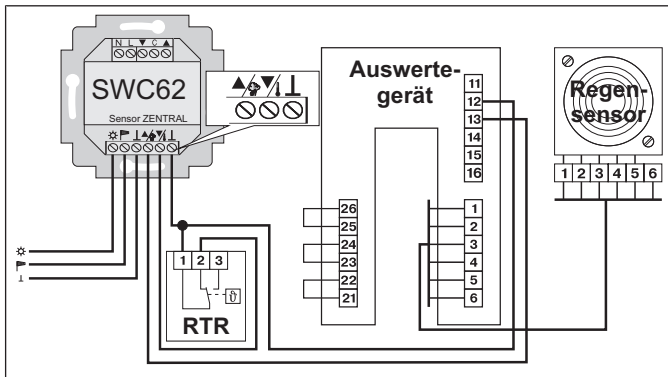 N L ▼ C ▲
SWC62
Sensor ZENTRAL
Auswerte-
gerät
11
12
13
14
15
16
26
25
24
23
22
21
1
2
3
4
5
6
Regen-
sensor
1 2 3 4 5 6
1 2 3
ϑ
RTR